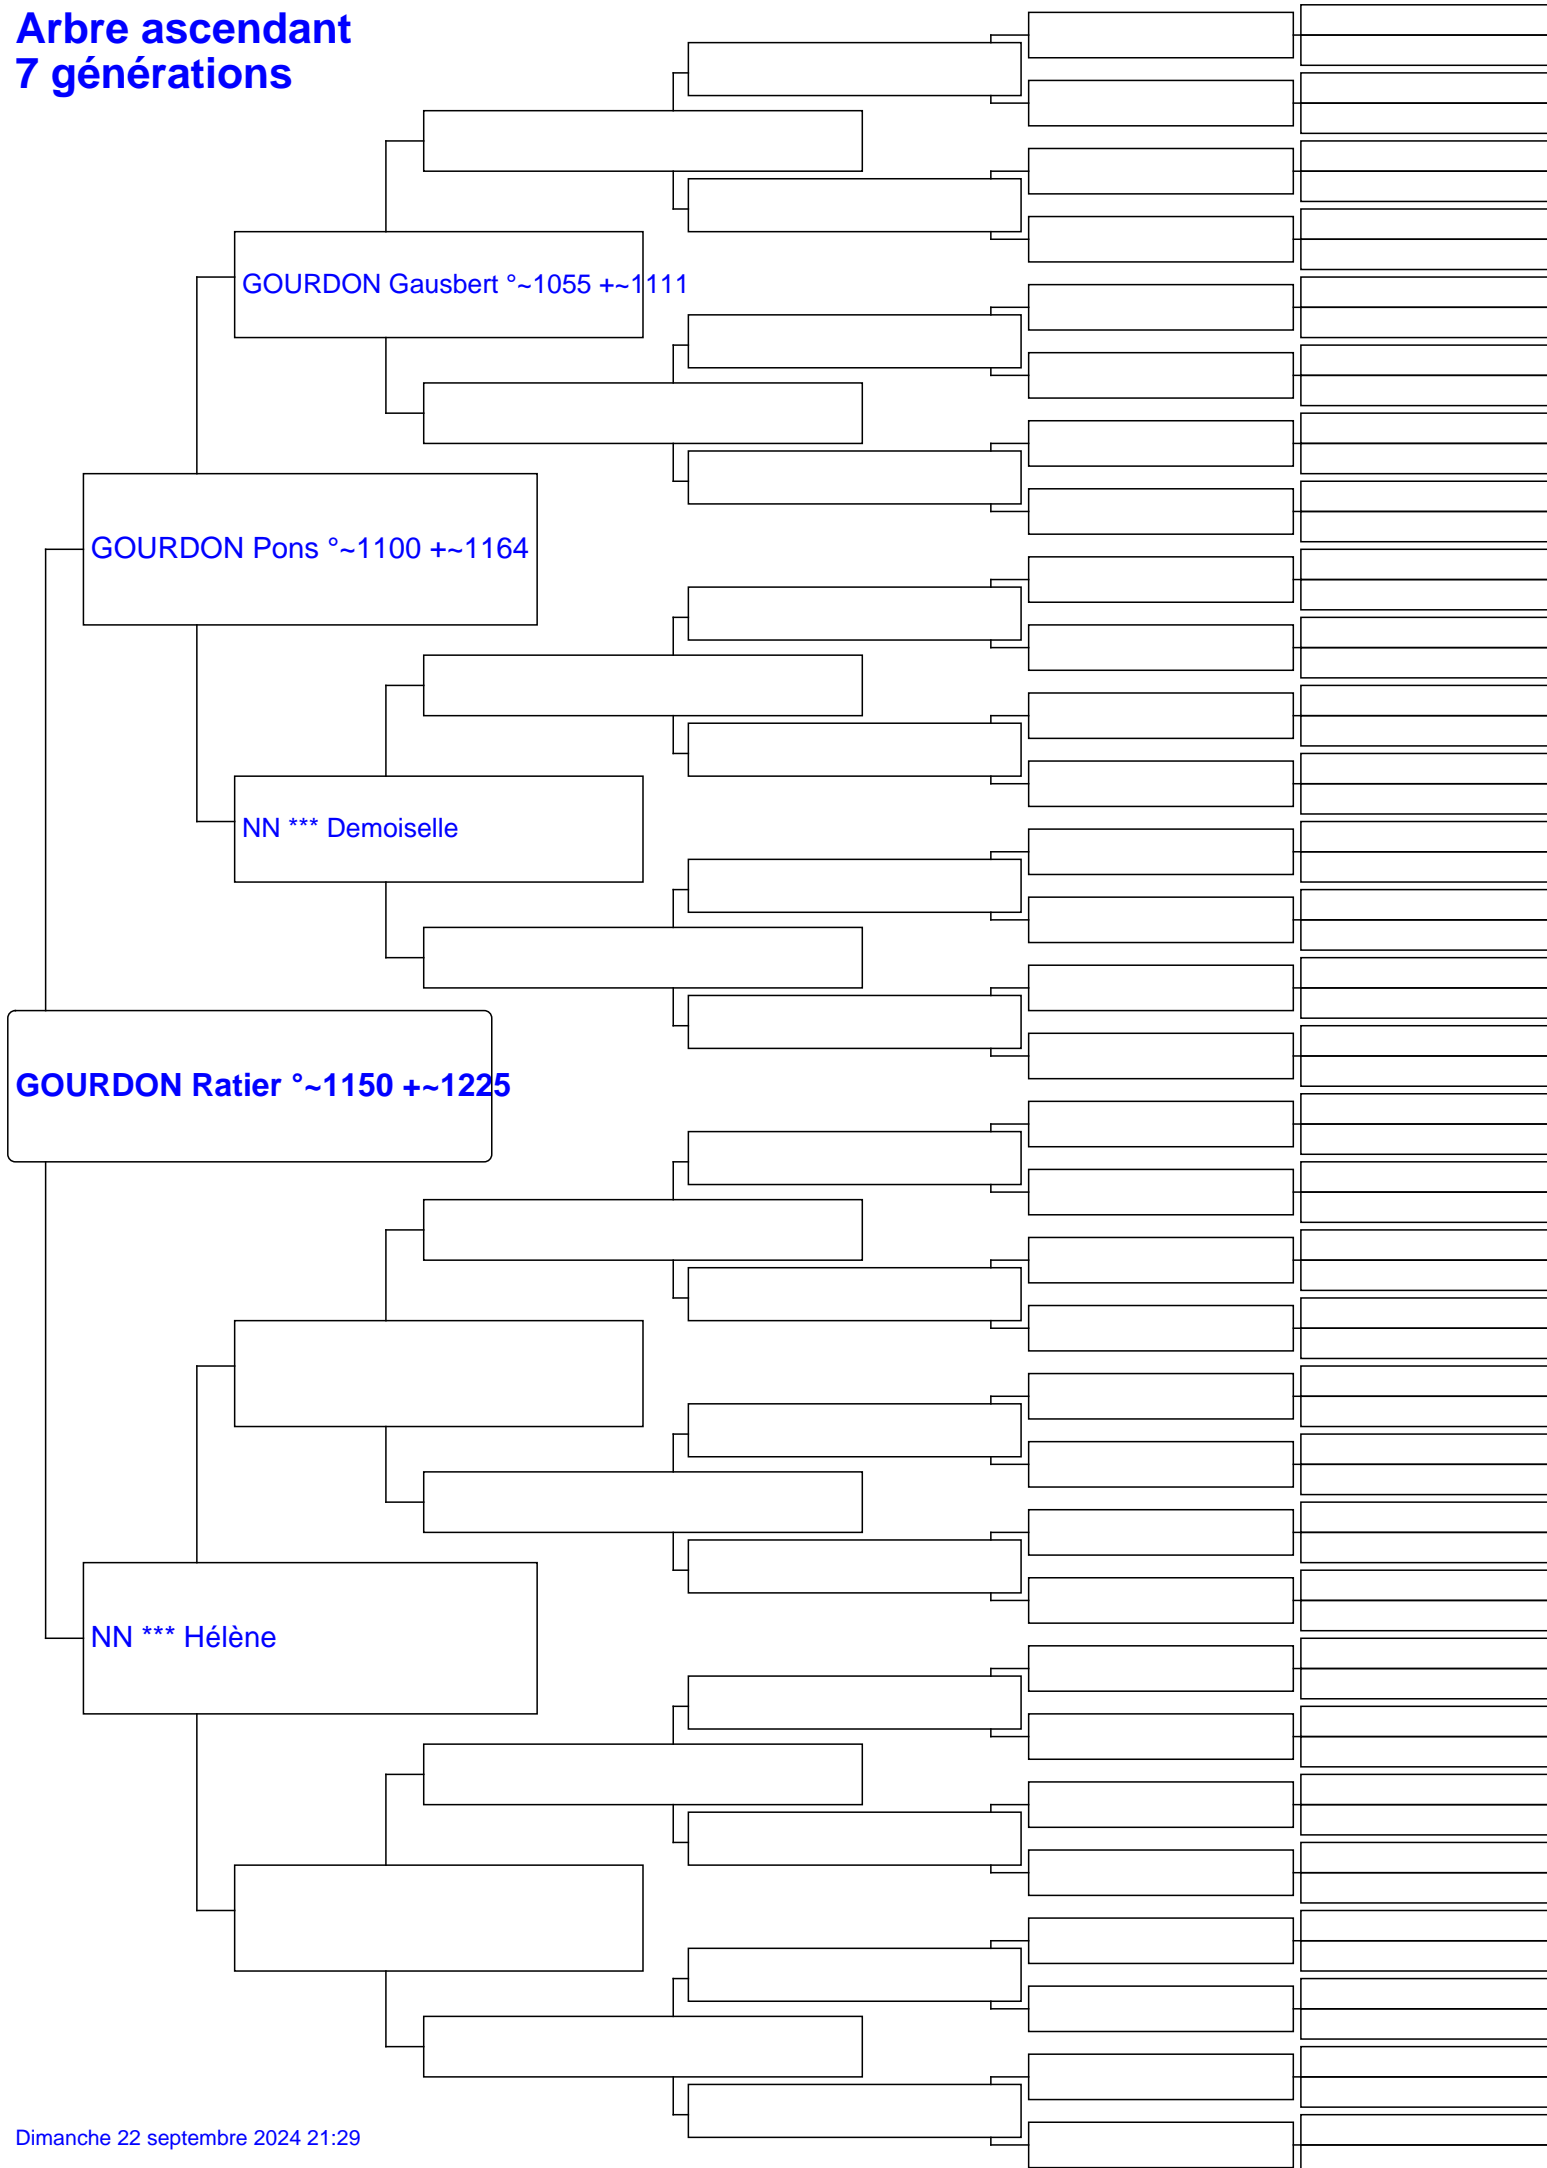 Arbre ascendant
7 générations
GOURDON Gausbert °~1055 +~1111
GOURDON Pons °~1100 +~1164
NN *** Demoiselle
GOURDON Ratier °~1150 +~1225
NN *** Hélène
Dimanche 22 septembre 2024 21:29